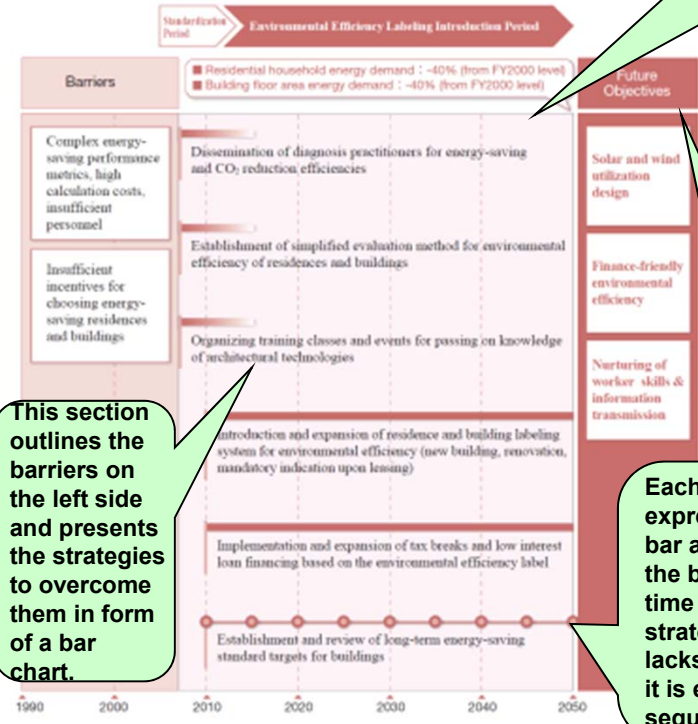 Standardization
Period
Environmental Efficiency Labeling Introduction Period
Barriers
Residential household energy demand : -40% (from FY2000 level)
Building floor area energy demand : -40% (from FY2000 level)
Future
Objectives
Complex energy-
saving performance
metrics, high
calculation costs,
insufficient
personnel
Insufficient
incentives for
choosing energy-
saving residences
and buildings
Dissemination of diagnosis practitioners for energy-saving
and CO₂ reduction efficiencies
Establishment of simplified evaluation method for environmental
efficiency of residences and buildings
Organizing training classes and events for passing on knowledge
of architectural technologies
Introduction and expansion of residence and building labeling
system for environmental efficiency (new building, renovation,
mandatory indication upon leasing)
Implementation and expansion of tax breaks and low interest
loan financing based on the environmental efficiency label
Establishment and review of long-term energy-saving
standard targets for buildings
Solar and wind
utilization
design
Finance-friendly
environmental
efficiency
Nurturing of
worker skills &
information
transmission
This section
outlines the
barriers on
the left side
and presents
the strategies
to overcome
them in form
of a bar
chart.
Each
expre
bar a
the b
time
strate
lacks
it is e
sequ
1990 2000 2010 2020 2030 2040 2050